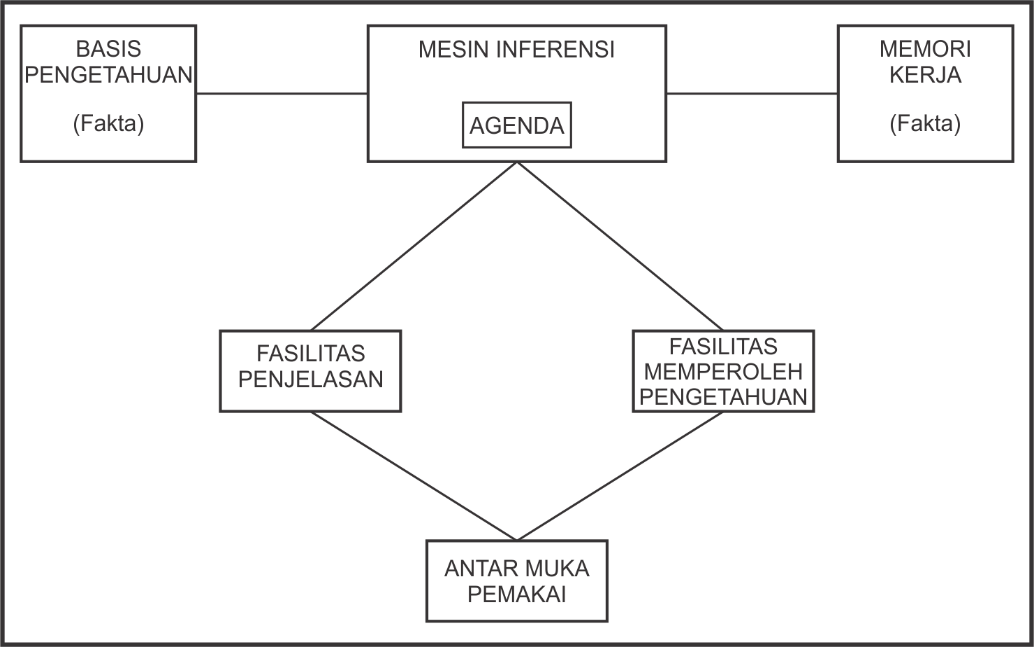 BASIS
PENGETAHUAN
(Fakta)
MESIN INFERENSI
AGENDA
MEMORI
KERJA
(Fakta)
FASILITAS
PENJELASAN
FASILITAS
MEMPEROLEH
PENGETAHUAN
ANTAR MUKA
PEMAKAI